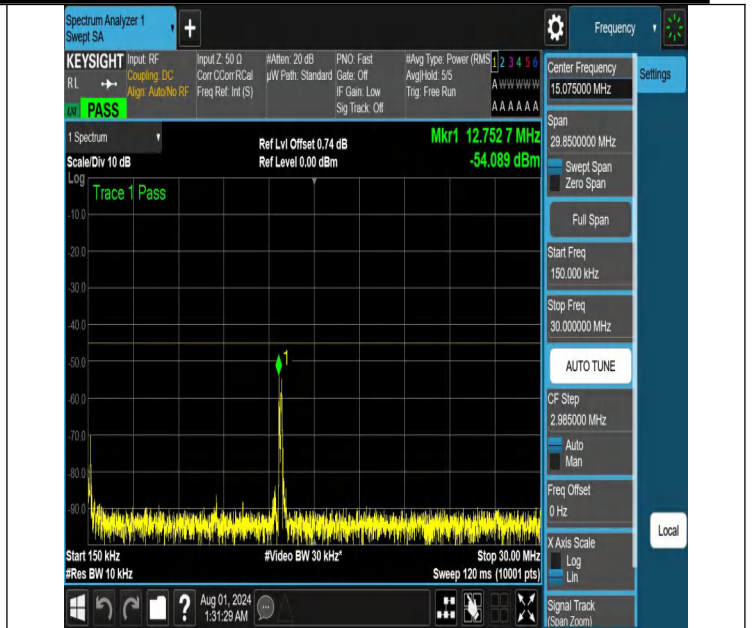 Spectrum Analyzer 1
Swept SA
+
Frequency
KEYSIGHT
RL
PASS
Input: RF
Coupling: DC
Align: Auto/No RF
Input Z: 50 Ω
Corr CCorr RCal
Freq Ref: Int (S)
#Atten: 20 dB
µW Path: Standard
PNO: Fast
Gate: Off
IF Gain: Low
Sig Track: Off
#Avg Type: Power (RMS
Avg|Hold: 5/5
Trig: Free Run
1 2 3 4 5 6
A W W W W W
A A A A A A
Center Frequency
15.075000 MHz
Settings
Span
29.8500000 MHz
Swept Span
Zero Span
Full Span
Start Freq
150.000 kHz
Stop Freq
30.000000 MHz
AUTO TUNE
CF Step
2.985000 MHz
Auto
Man
Freq Offset
0 Hz
X Axis Scale
Log
Lin
Signal Track
(Span Zoom)
Local
1 Spectrum
Scale/Div 10 dB
Ref Lvl Offset 0.74 dB
Ref Level 0.00 dBm
Mkr1 12.752 7 MHz
-54.089 dBm
Log
Trace 1 Pass
-10.0
-20.0
-30.0
-40.0
-50.0
-60.0
-70.0
-80.0
-90.0
1
Start 150 kHz
#Res BW 10 kHz
#Video BW 30 kHz*
Stop 30.00 MHz
Sweep 120 ms (10001 pts)
?
Aug 01, 2024
1:31:29 AM